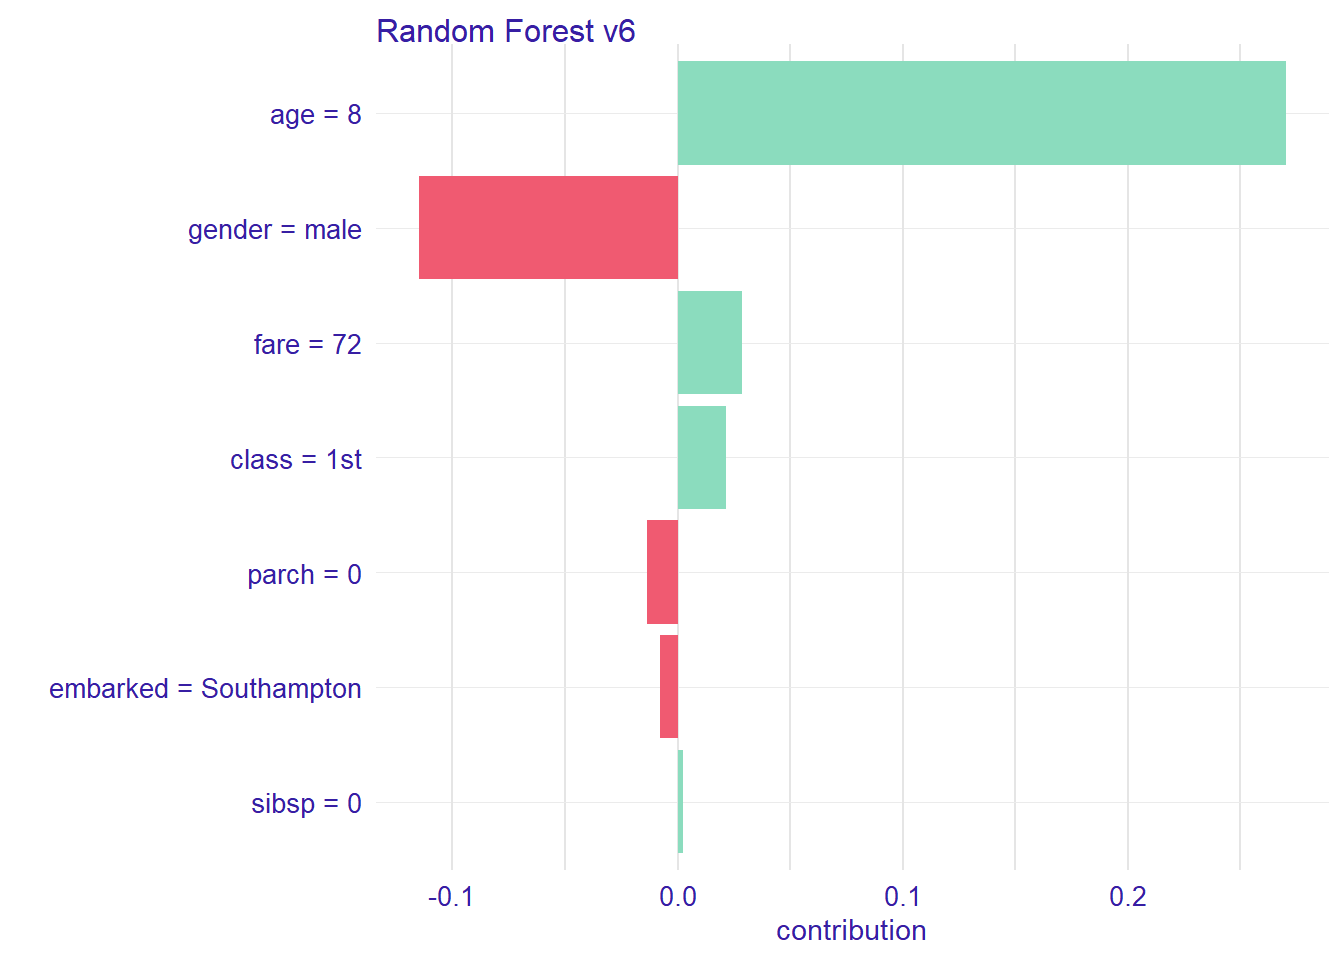 Random Forest v6
age = 8
gender = male
fare = 72
class = 1st
parch = 0
embarked = Southampton
sibsp = 0
-0.1 0.0 0.1 0.2
contribution